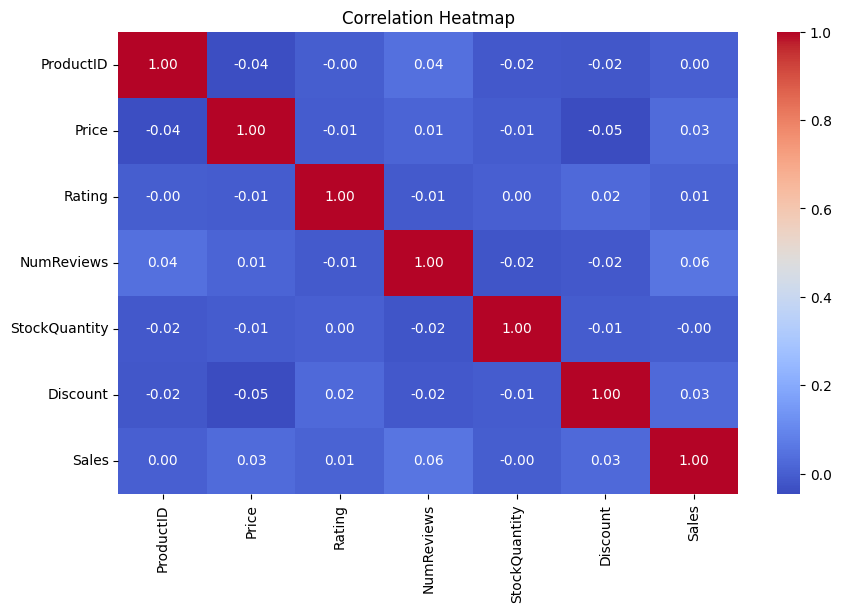 Correlation Heatmap
ProductID 1.00 -0.04 -0.00 0.04 -0.02 -0.02 0.00
Price -0.04 1.00 -0.01 0.01 -0.01 -0.05 0.03
Rating -0.00 -0.01 1.00 -0.01 0.00 0.02 0.01
NumReviews 0.04 0.01 -0.01 1.00 -0.02 -0.02 0.06
StockQuantity -0.02 -0.01 0.00 -0.02 1.00 -0.01 -0.00
Discount -0.02 -0.05 0.02 -0.02 -0.01 1.00 0.03
Sales 0.00 0.03 0.01 0.06 -0.00 0.03 1.00
ProductID
Price
Rating
NumReviews
StockQuantity
Discount
Sales
1.0
0.8
0.6
0.4
0.2
0.0